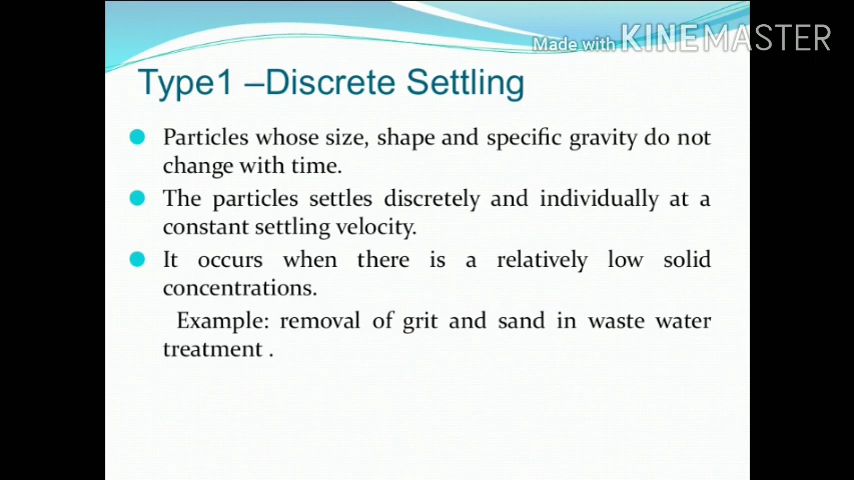 Made with KINEMASTER
Type1 –Discrete Settling
Particles whose size, shape and specific gravity do not
change with time.
The particles settles discretely and individually at a
constant settling velocity.
It occurs when there is a relatively low solid
concentrations.
Example: removal of grit and sand in waste water
treatment .